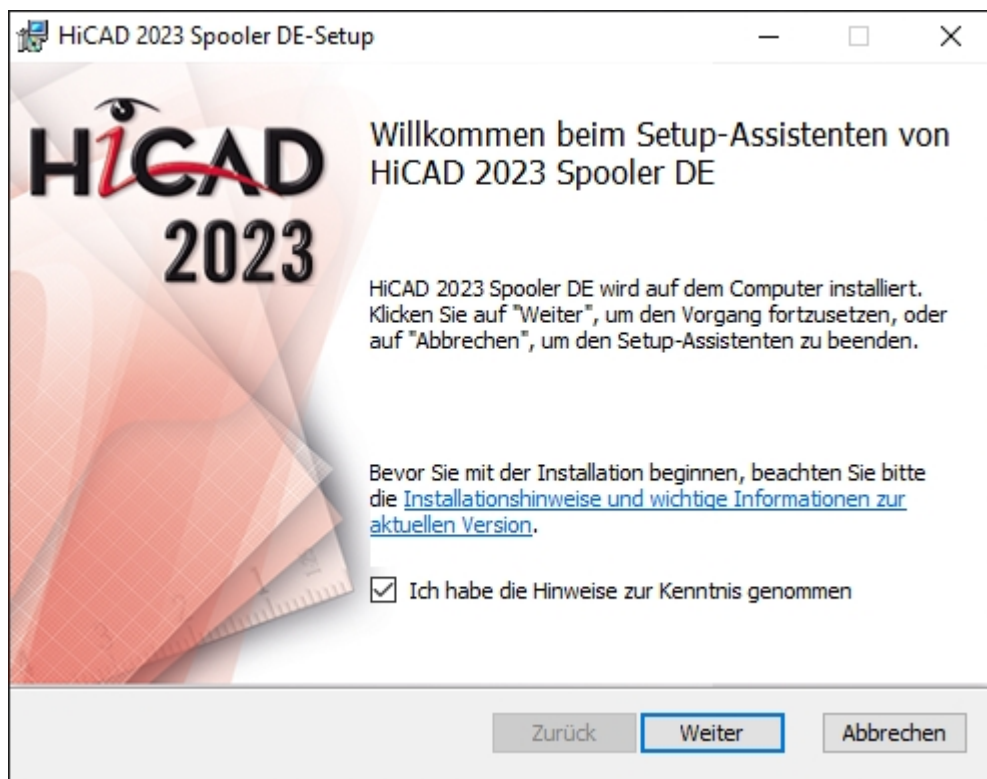 HiCAD 2023 Spooler DE-Setup
HiCAD
2023
Willkommen beim Setup-Assistenten von
HiCAD 2023 Spooler DE
HiCAD 2023 Spooler DE wird auf dem Computer installiert.
Klicken Sie auf "Weiter", um den Vorgang fortzusetzen, oder
auf "Abbrechen", um den Setup-Assistenten zu beenden.
Bevor Sie mit der Installation beginnen, beachten Sie bitte
die Installationshinweise und wichtige Informationen zur
aktuellen Version.
Ich habe die Hinweise zur Kenntnis genommen
Zurück
Weiter
Abbrechen